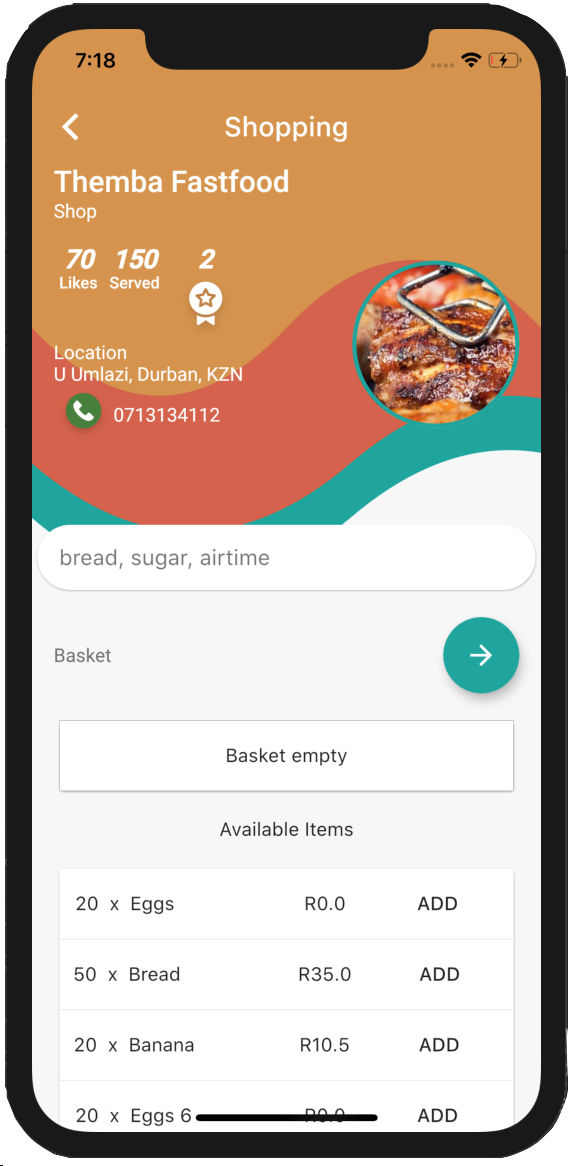 7:18
Shopping
Themba Fastfood
Shop
70 150 2
Likes Served
Location
U Umlazi, Durban, KZN
0713134112
bread, sugar, airtime
Basket
Basket empty
Available Items
20 x Eggs R0.0 ADD
50 x Bread R35.0 ADD
20 x Banana R10.5 ADD
20 x Eggs 6 R0.0 ADD